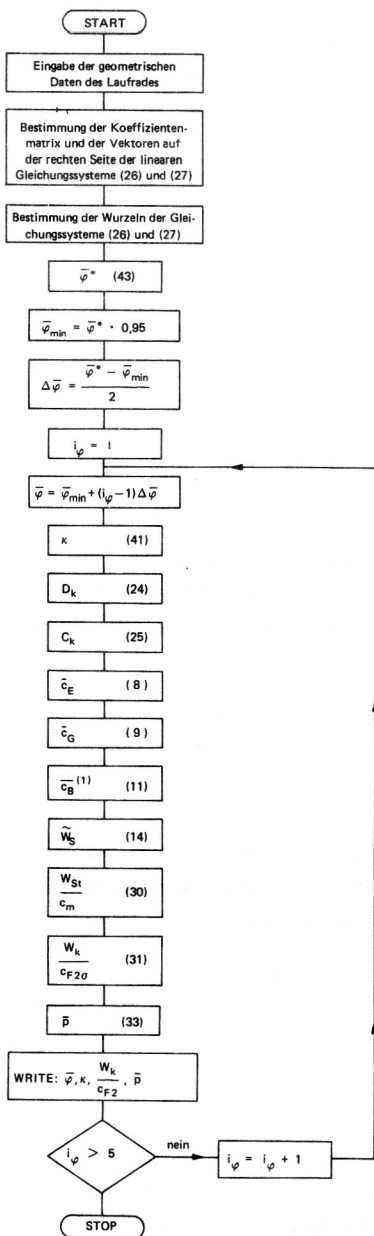 START
Eingabe der geometrischen
Daten des Laufrades
Bestimmung der Koeffizienten-
matrix und der Vektoren auf
der rechten Seite der linearen
Gleichungssysteme (26) und (27)
Bestimmung der Wurzeln der Glei-
chungssysteme (26) und (27)
φ̄* (43)
φ̄min = φ̄* · 0,95
Δφ̄ = (φ̄* − φ̄min) / 2
iφ = I
φ̄ = φ̄min + (iφ−1) Δφ̄
κ (41)
Dk (24)
Ck (25)
c̄E (8)
c̄G (9)
c̄B(1) (11)
W̃S (14)
WSt / cm (30)
Wk / cF2σ (31)
p̄ (33)
WRITE: φ̄, κ, Wk / cF2, p̄
iφ > 5
nein
iφ = iφ + 1
STOP